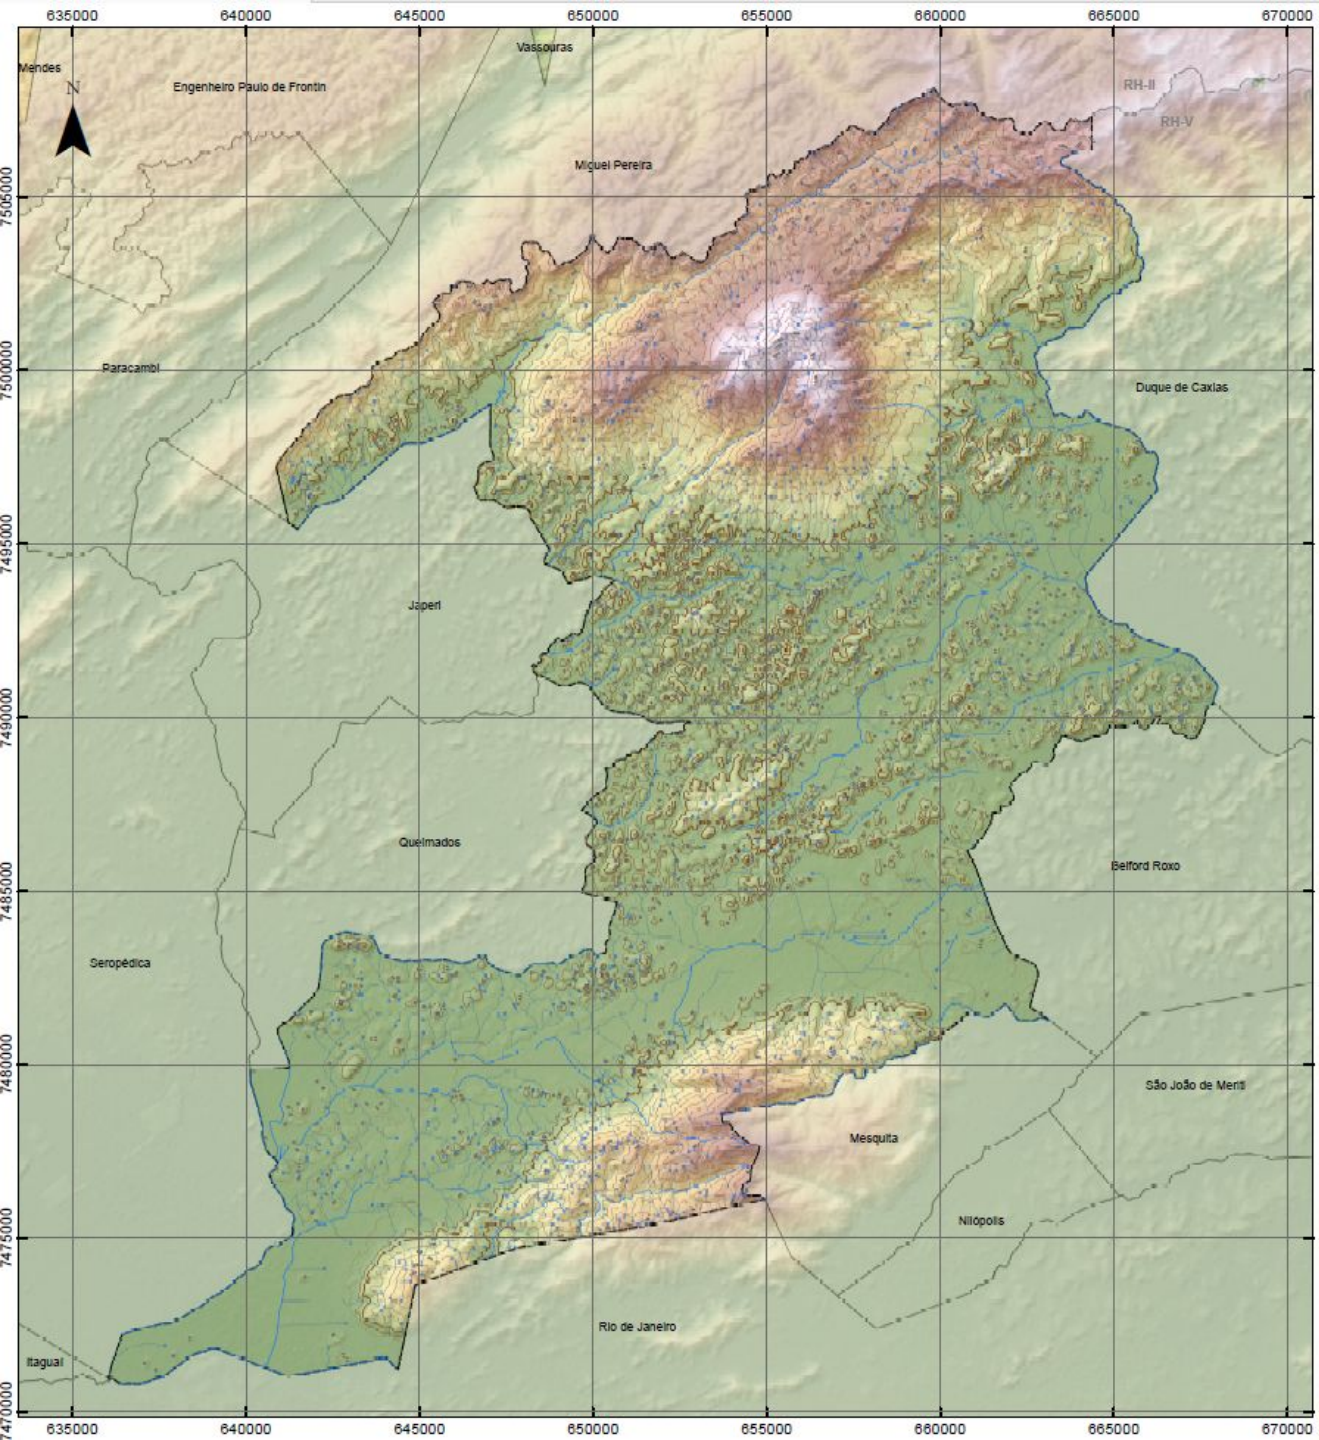 635000 640000 645000 650000 655000 660000 665000 670000
Vassouras
Mendes
Engenheiro Paulo de Frontin
N
RH-II
RH-V
Miguel Pereira
7505000
Paracambi
7500000
Duque de Caxias
7495000
Japeri
7490000
Queimados
Belford Roxo
7485000
Seropédica
7480000
São João de Meriti
Mesquita
Nilópolis
7475000
Rio de Janeiro
Itaguaí
7470000
635000 640000 645000 650000 655000 660000 665000 670000